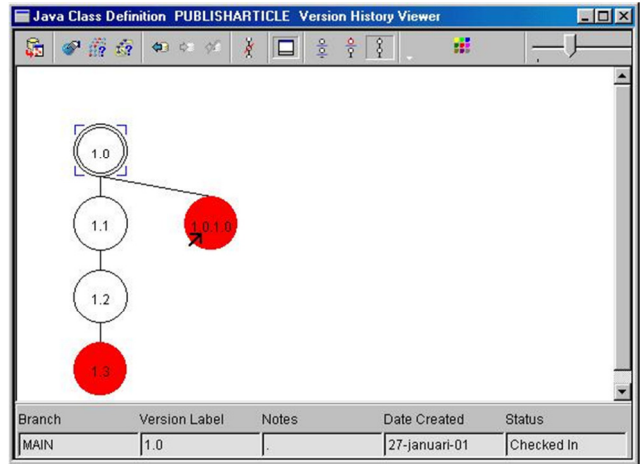 Java Class Definition PUBLISHARTICLE Version History Viewer
1.0
1.1
1.0.1.0
1.2
1.3
Branch Version Label Notes Date Created Status
MAIN 1.0 . 27-januari-01 Checked In